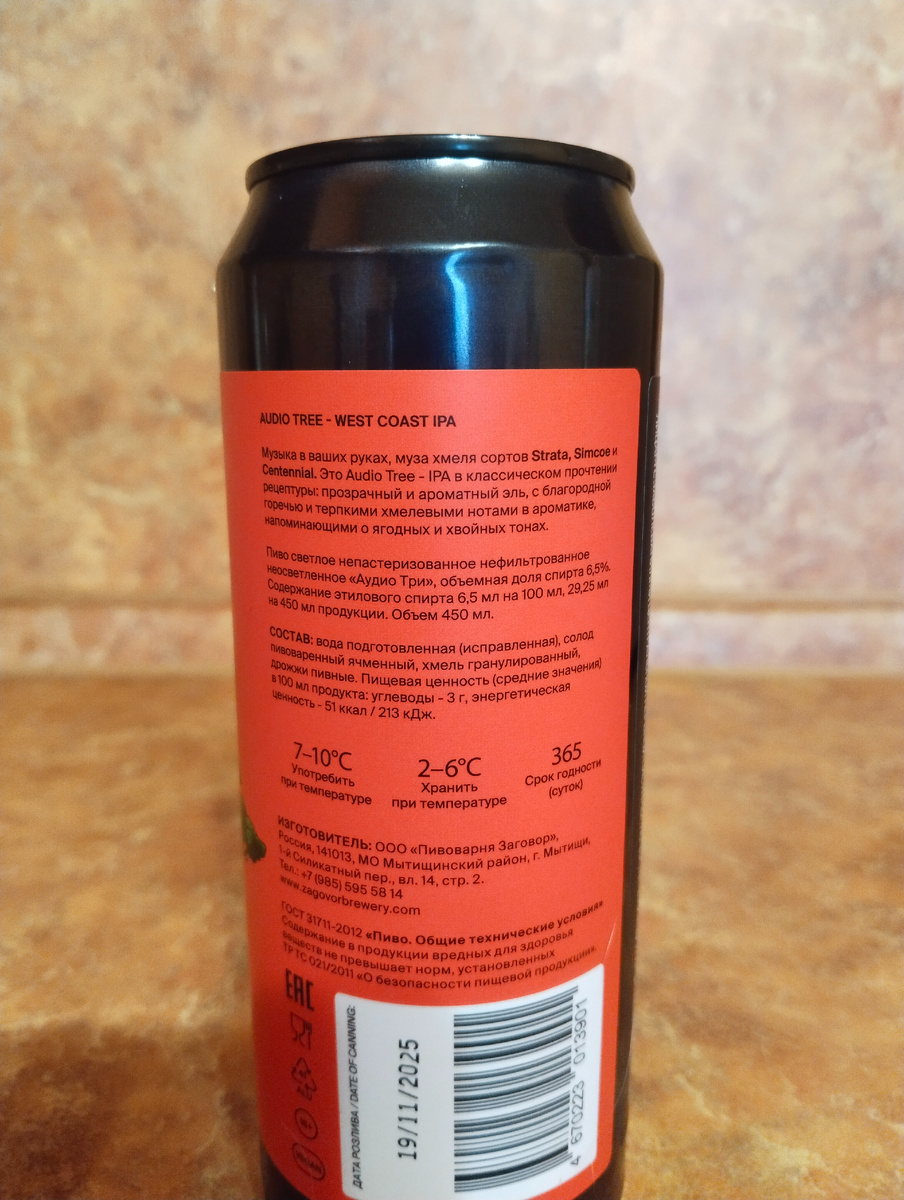 AUDIO TREE - WEST COAST IPA
Музыка в ваших руках, муза хмеля сортов Strata, Simcoe и
Centennial. Это Audio Tree - IPA в классическом прочтении
рецептуры: прозрачный и ароматный эль, с благородной
горечью и терпкими хмелевыми нотами в ароматике,
напоминающими о ягодных и хвойных тонах.
Пиво светлое непастеризованное нефильтрованное
неосветленное «Аудио Три», объемная доля спирта 6,5%.
Содержание этилового спирта 6,5 мл на 100 мл, 29,25 мл
на 450 мл продукции. Объем 450 мл.
СОСТАВ: вода подготовленная (исправленная), солод
пивоваренный ячменный, хмель гранулированный,
дрожжи пивные. Пищевая ценность (средние значения)
в 100 мл продукта: углеводы - 3 г, энергетическая
ценность - 51 ккал / 213 кДж.
7–10°C
Употребить
при температуре
2–6°C
Хранить
при температуре
365
Срок годности
(суток)
ИЗГОТОВИТЕЛЬ: ООО «Пивоварня Заговор»,
Россия, 141013, МО Мытищинский район, г. Мытищи,
1-й Силикатный пер., вл. 14, стр. 2.
Тел.: +7 (985) 595 58 14
www.zagovorbrewery.com
ГОСТ 31711-2012 «Пиво. Общие технические условия»
Содержание в продукции вредных для здоровья
веществ не превышает норм, установленных
ТР ТС 021/2011 «О безопасности пищевой продукции».
EAC
18+
VEGAN
ДАТА РОЗЛИВА / DATE OF CANNING:
19/11/2025
4 670223 013901